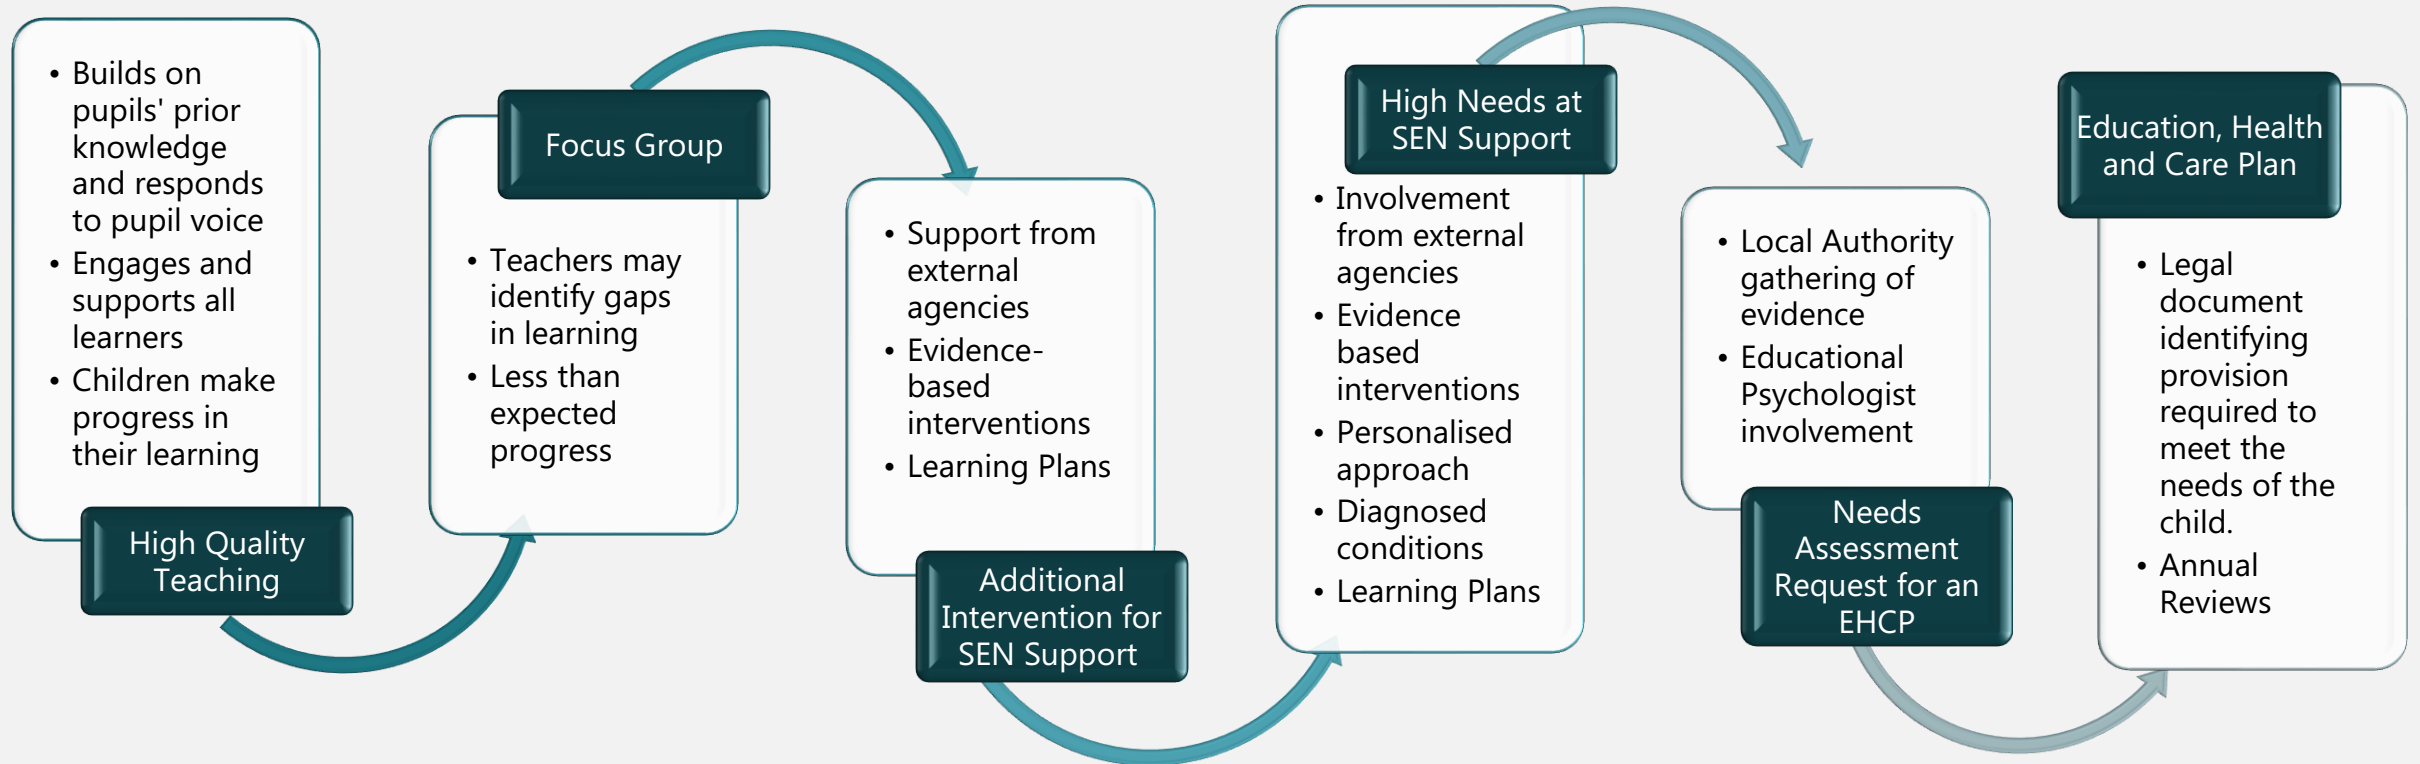 • Builds on
pupils' prior
knowledge
and responds
to pupil voice
• Engages and
supports all
learners
• Children make
progress in
their learning
High Quality
Teaching
Focus Group
• Teachers may
identify gaps
in learning
• Less than
expected
progress
• Support from
external
agencies
• Evidence-
based
interventions
• Learning Plans
Additional
Intervention for
SEN Support
High Needs at
SEN Support
• Involvement
from external
agencies
• Evidence
based
interventions
• Personalised
approach
• Diagnosed
conditions
• Learning Plans
• Local Authority
gathering of
evidence
• Educational
Psychologist
involvement
Needs
Assessment
Request for an
EHCP
Education, Health
and Care Plan
• Legal
document
identifying
provision
required to
meet the
needs of the
child.
• Annual
Reviews